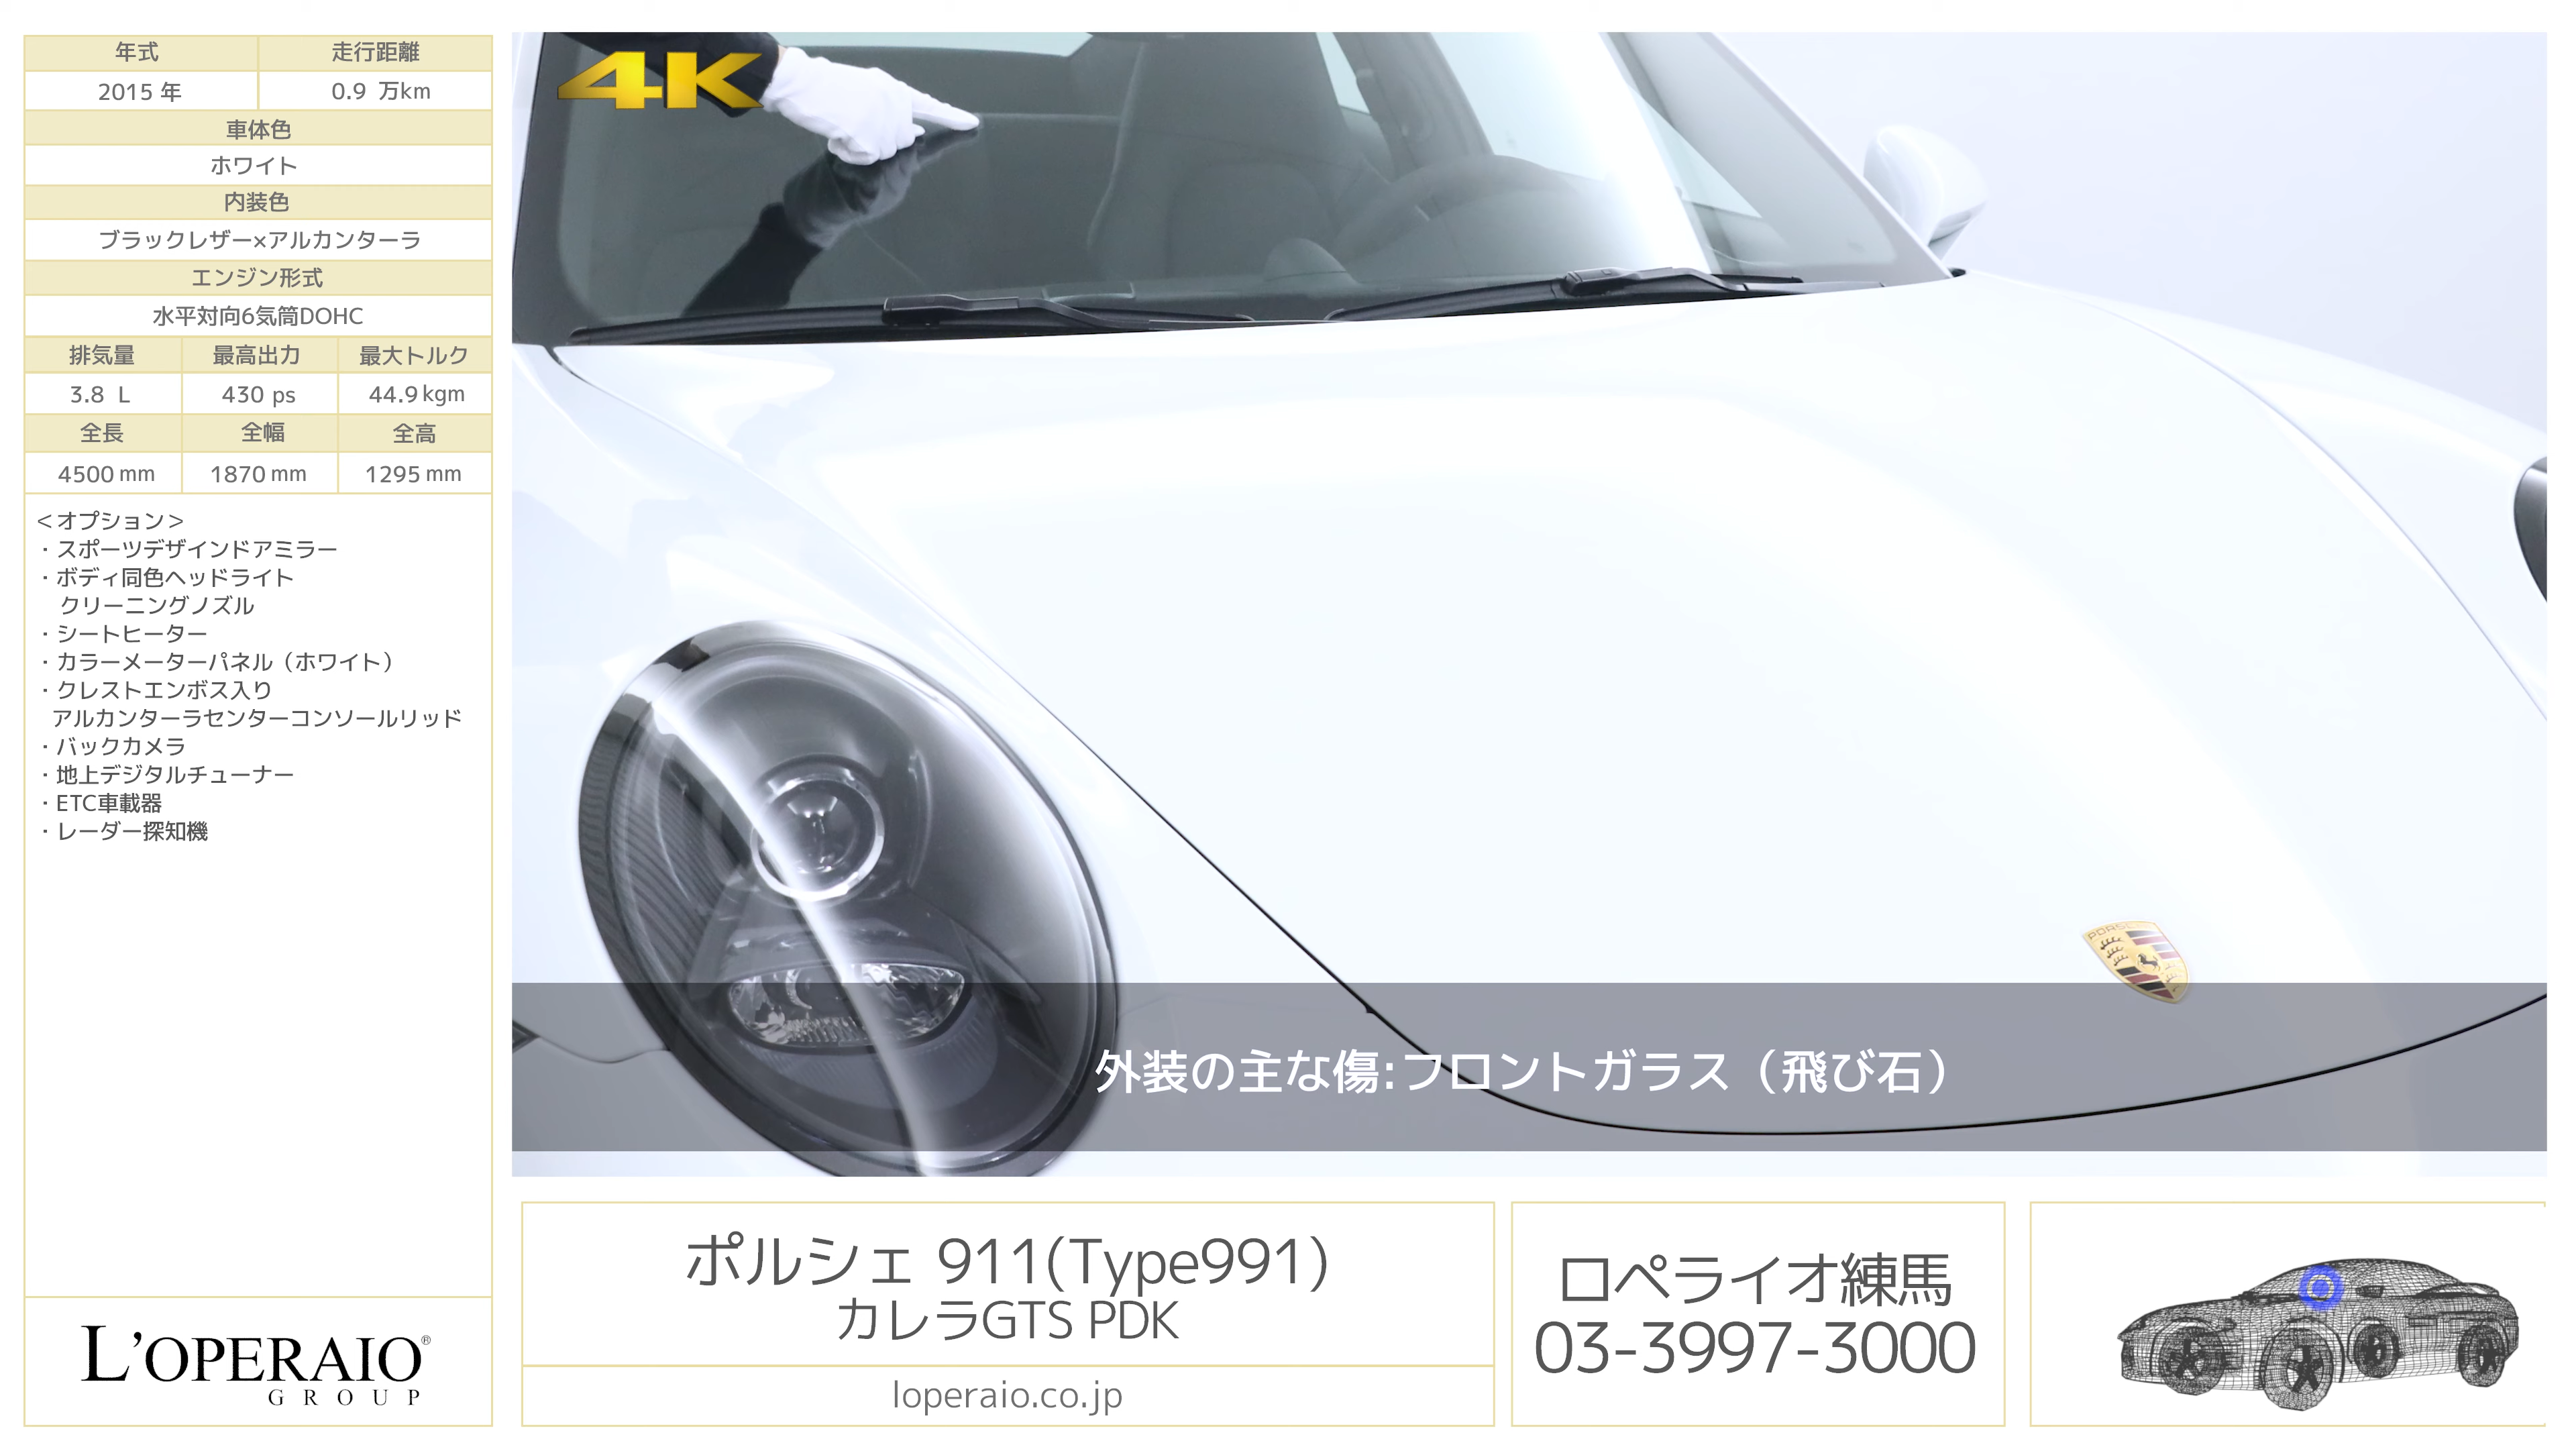 年式 走行距離
2015 年 0.9 万km
車体色
ホワイト
内装色
ブラックレザー×アルカンターラ
エンジン形式
水平対向6気筒DOHC
排気量 最高出力 最大トルク
3.8 L 430 ps 44.9 kgm
全長 全幅 全高
4500 mm 1870 mm 1295 mm
＜オプション＞
・スポーツデザインドアミラー
・ボディ同色ヘッドライト
クリーニングノズル
・シートヒーター
・カラーメーターパネル（ホワイト）
・クレストエンボス入り
アルカンターラセンターコンソールリッド
・バックカメラ
・地上デジタルチューナー
・ETC車載器
・レーダー探知機
L'OPERAIO®
GROUP
4K
PORSCHE
外装の主な傷:フロントガラス（飛び石）
ポルシェ 911(Type991)
カレラGTS PDK
loperaio.co.jp
ロペライオ練馬
03-3997-3000